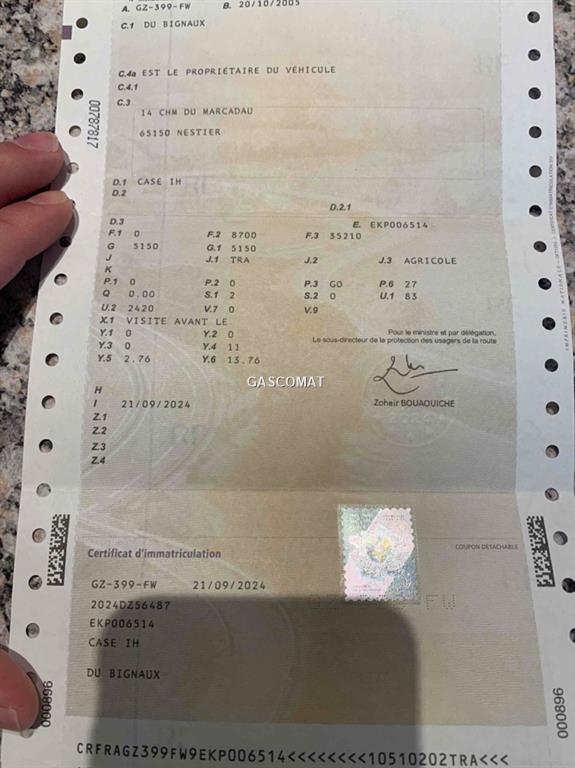 A. GZ-399-FW B. 20/10/2005
C.1 DU BIGNAUX
C.4a EST LE PROPRIÉTAIRE DU VÉHICULE
C.4.1
C.3
14 CHM DU MARCADAU
65150 NESTIER
007872817
D.1 CASE IH
D.2
D.2.1
D.3
E. EKP006514
F.1 0 F.2 8700 F.3 35210
G 5150 G.1 5150
J J.1 TRA J.2 J.3 AGRICOLE
K
P.1 0 P.2 0 P.3 GO P.6 27
Q 0.00 S.1 2 S.2 0 U.1 83
U.2 2420 V.7 0 V.9
X.1 VISITE AVANT LE
Y.1 0 Y.2 0
Y.3 0 Y.4 11
Y.5 2.76 Y.6 13.76
Pour le ministre et par délégation,
Le sous-directeur de la protection des usagers de la route
Zoheir BOUAOUICHE
GASCOMAT
H
I 21/09/2024
Z.1
Z.2
Z.3
Z.4
Certificat d'immatriculation
COUPON DÉTACHABLE
GZ-399-FW 21/09/2024
2024DZ56487
EKP006514
CASE IH
DU BIGNAUX
000896
000896
CRFRAGZ399FW9EKP006514<<<<<<<<10510202TRA<<<